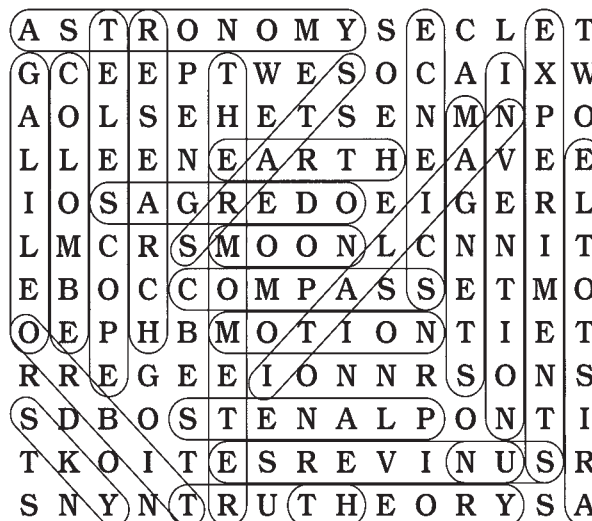 A S T R O N O M Y S E C L E T
G C E E P T W E S O C A I X W
A O L S E H E T S E N M N P O
L L E E N E A R T H E A V E E
I O S A G R E D O E I G E R L
L M C R S M O O N L C N N I T
E B O C C O M P A S S E T M O
O E P H B M O T I O N T I E T
R R E G E E I O N N R S O N S
S D B O S T E N A L P O N T I
T K O I T E S R E V I N U S R
S N Y N T R U T H E O R Y S A